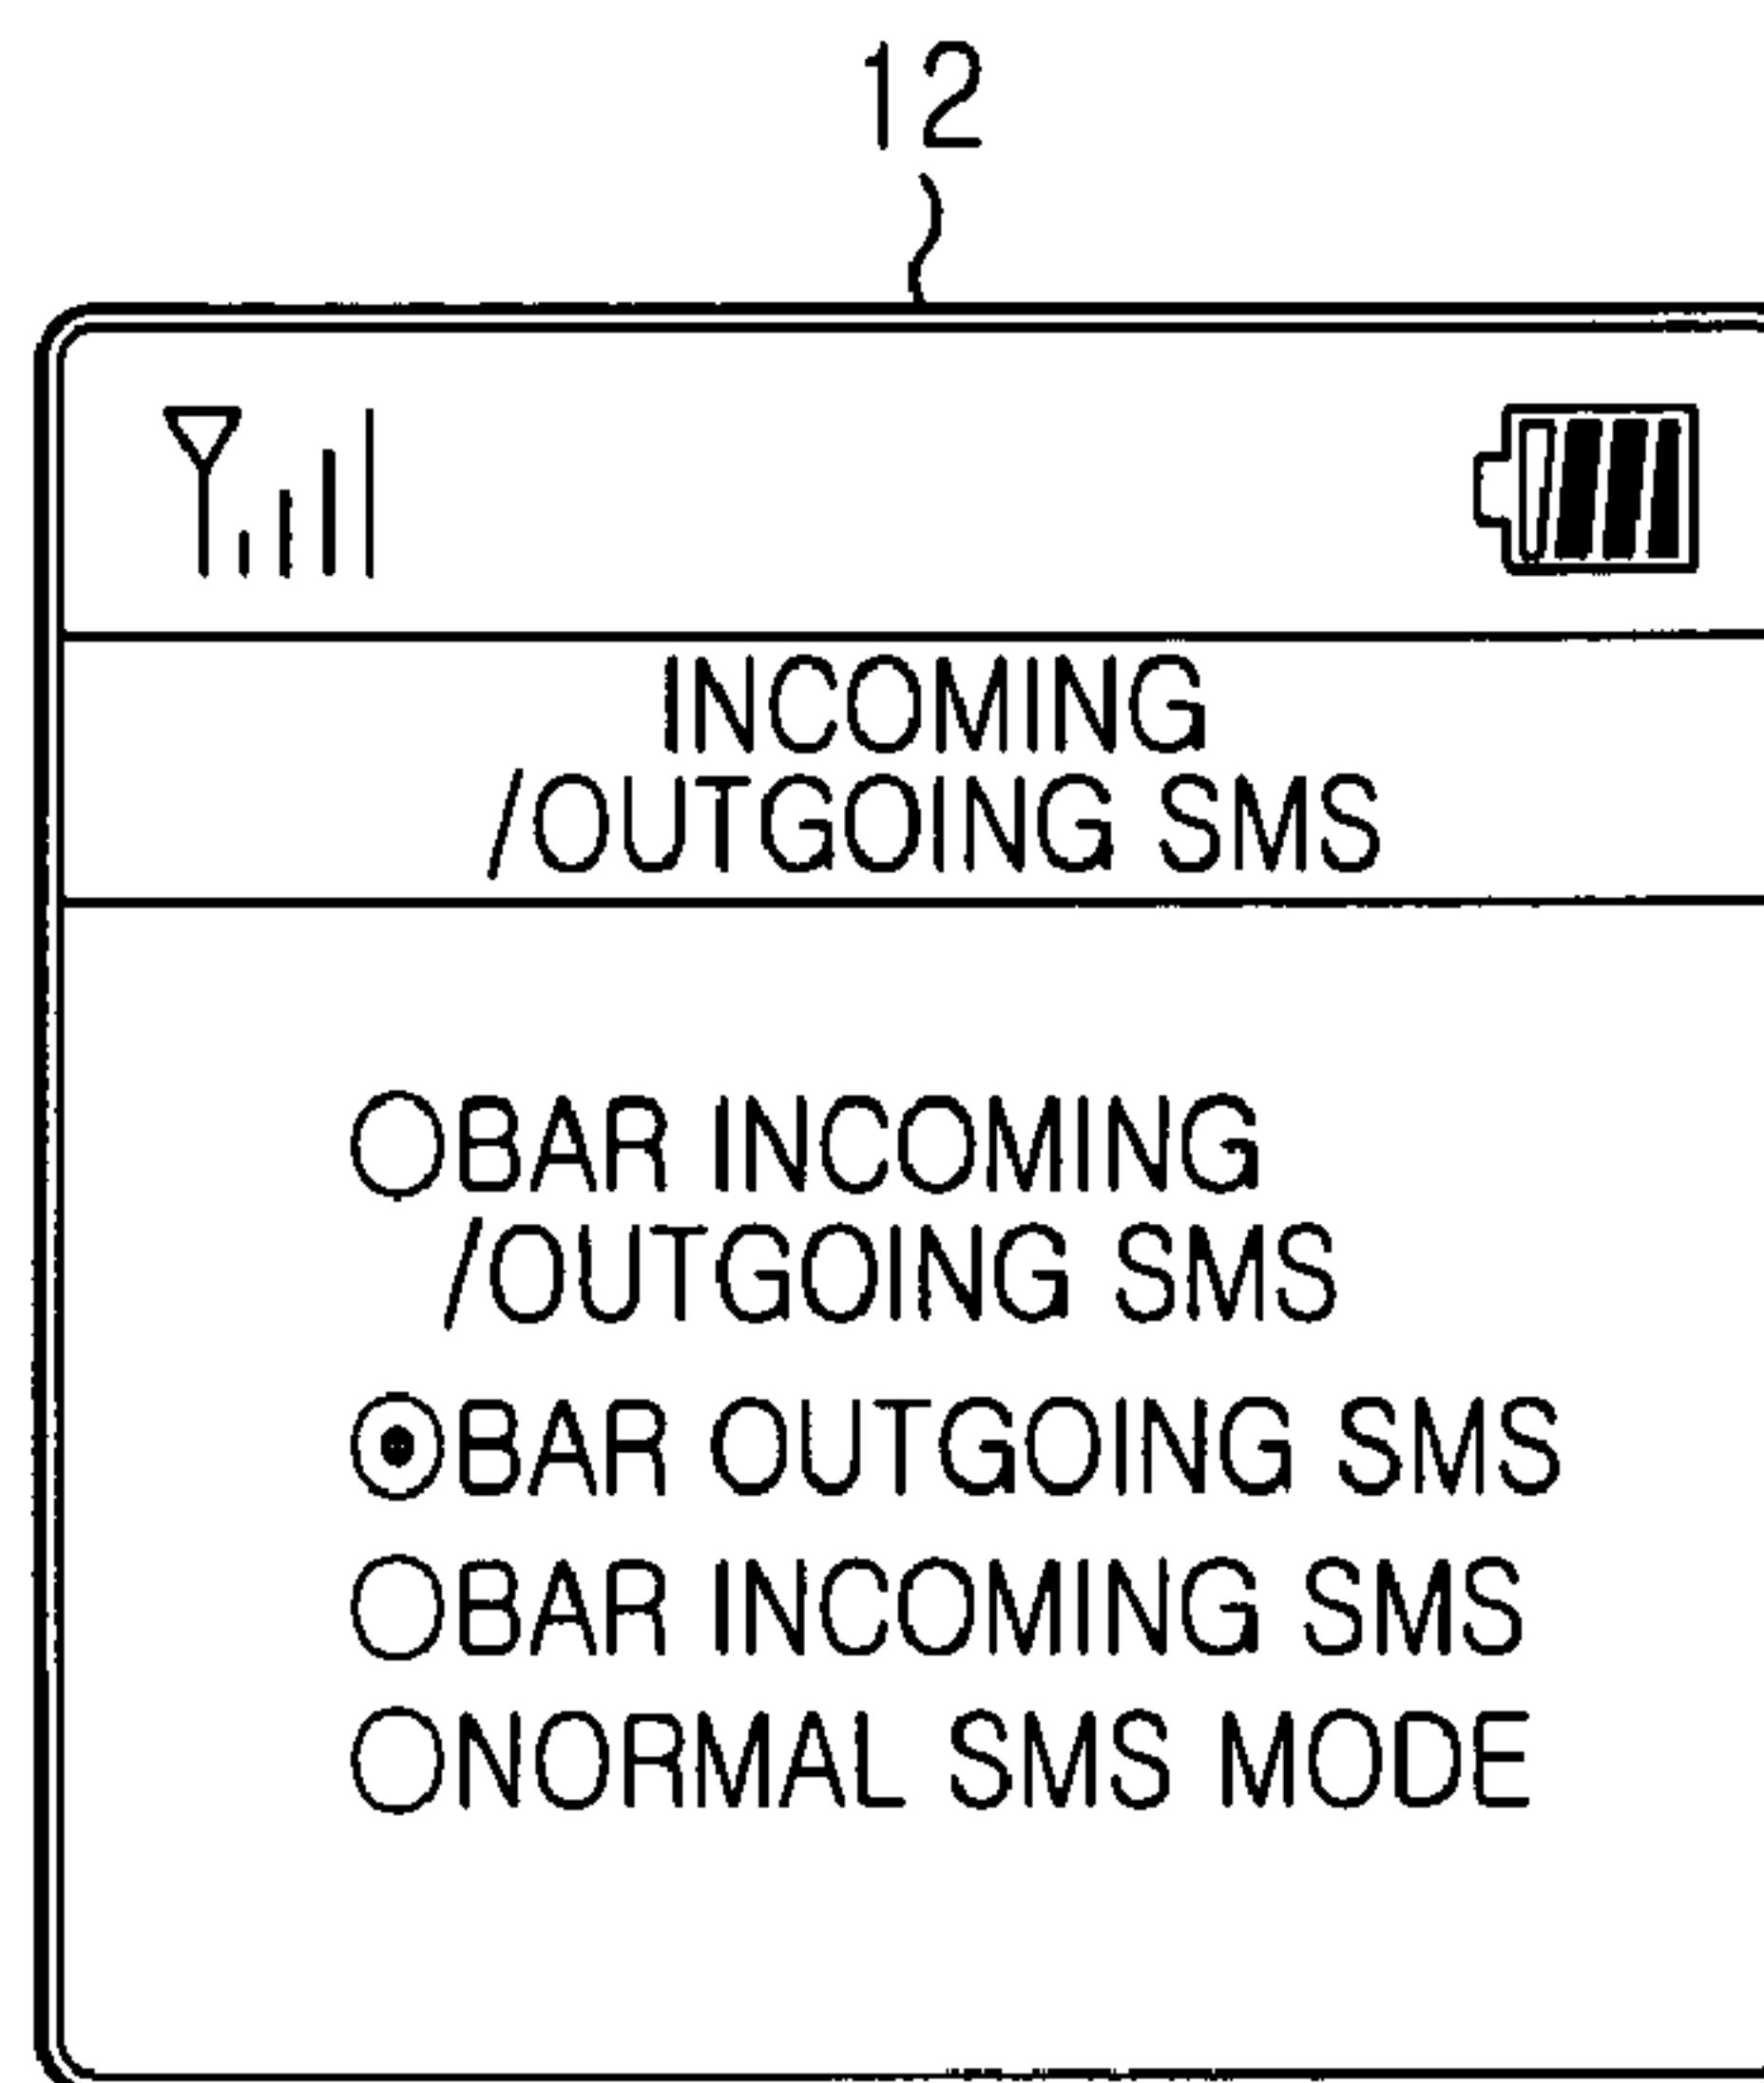 12
INCOMING
/OUTGOING SMS
BAR INCOMING
/OUTGOING SMS
BAR OUTGOING SMS
BAR INCOMING SMS
NORMAL SMS MODE